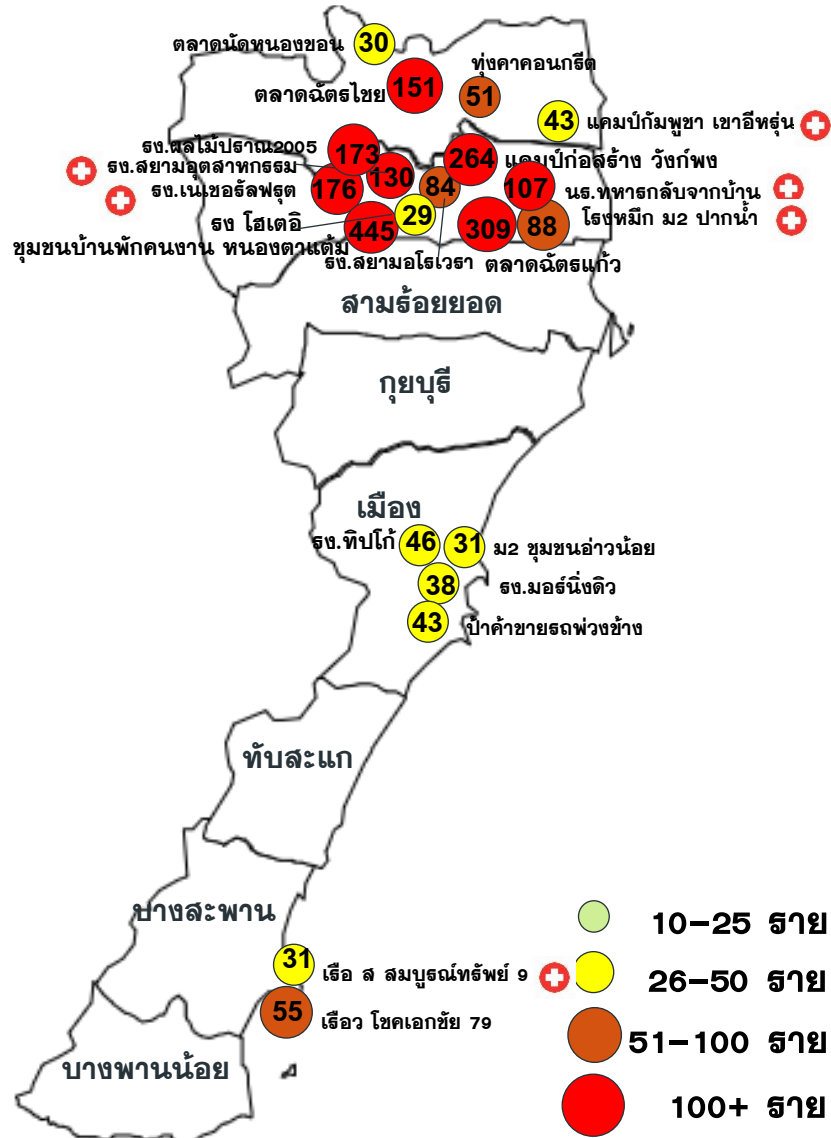 ตลาดนัดหนองขอน 30
ทุ่งคาคอนกรีต
ตลาดฉัตรไชย 151 51
43 แคมป์กัมพูชา เขาอีหรุ่น
รง.ผลไม้ปราณ2005 173 264 แคมป์ก่อสร้าง วังก์พง
รง.สยามอุตสาหกรรม 130
รง.เนเชอรัลฟรุต 176 84 107 นร.ทหารกลับจากบ้าน
รง โฮเตอิ 29 309 88 โรงหมึก ม2 ปากน้ำ
445
ชุมชนบ้านพักคนงาน หนองตาแต้ม
รง.สยามอโรเวรา ตลาดฉัตรแก้ว
สามร้อยยอด
กุยบุรี
เมือง
รง.ทิปโก้ 46 31 ม2 ชุมชนอ่าวน้อย
38 รง.มอร์นิ่งดิว
43 ป้าค้าขายรถพ่วงข้าง
ทับสะแก
บางสะพาน
10-25 ราย
31 เรือ ส สมบูรณ์ทรัพย์ 9
26-50 ราย
55 เรือว โชคเอกชัย 79
51-100 ราย
บางพานน้อย
100+ ราย